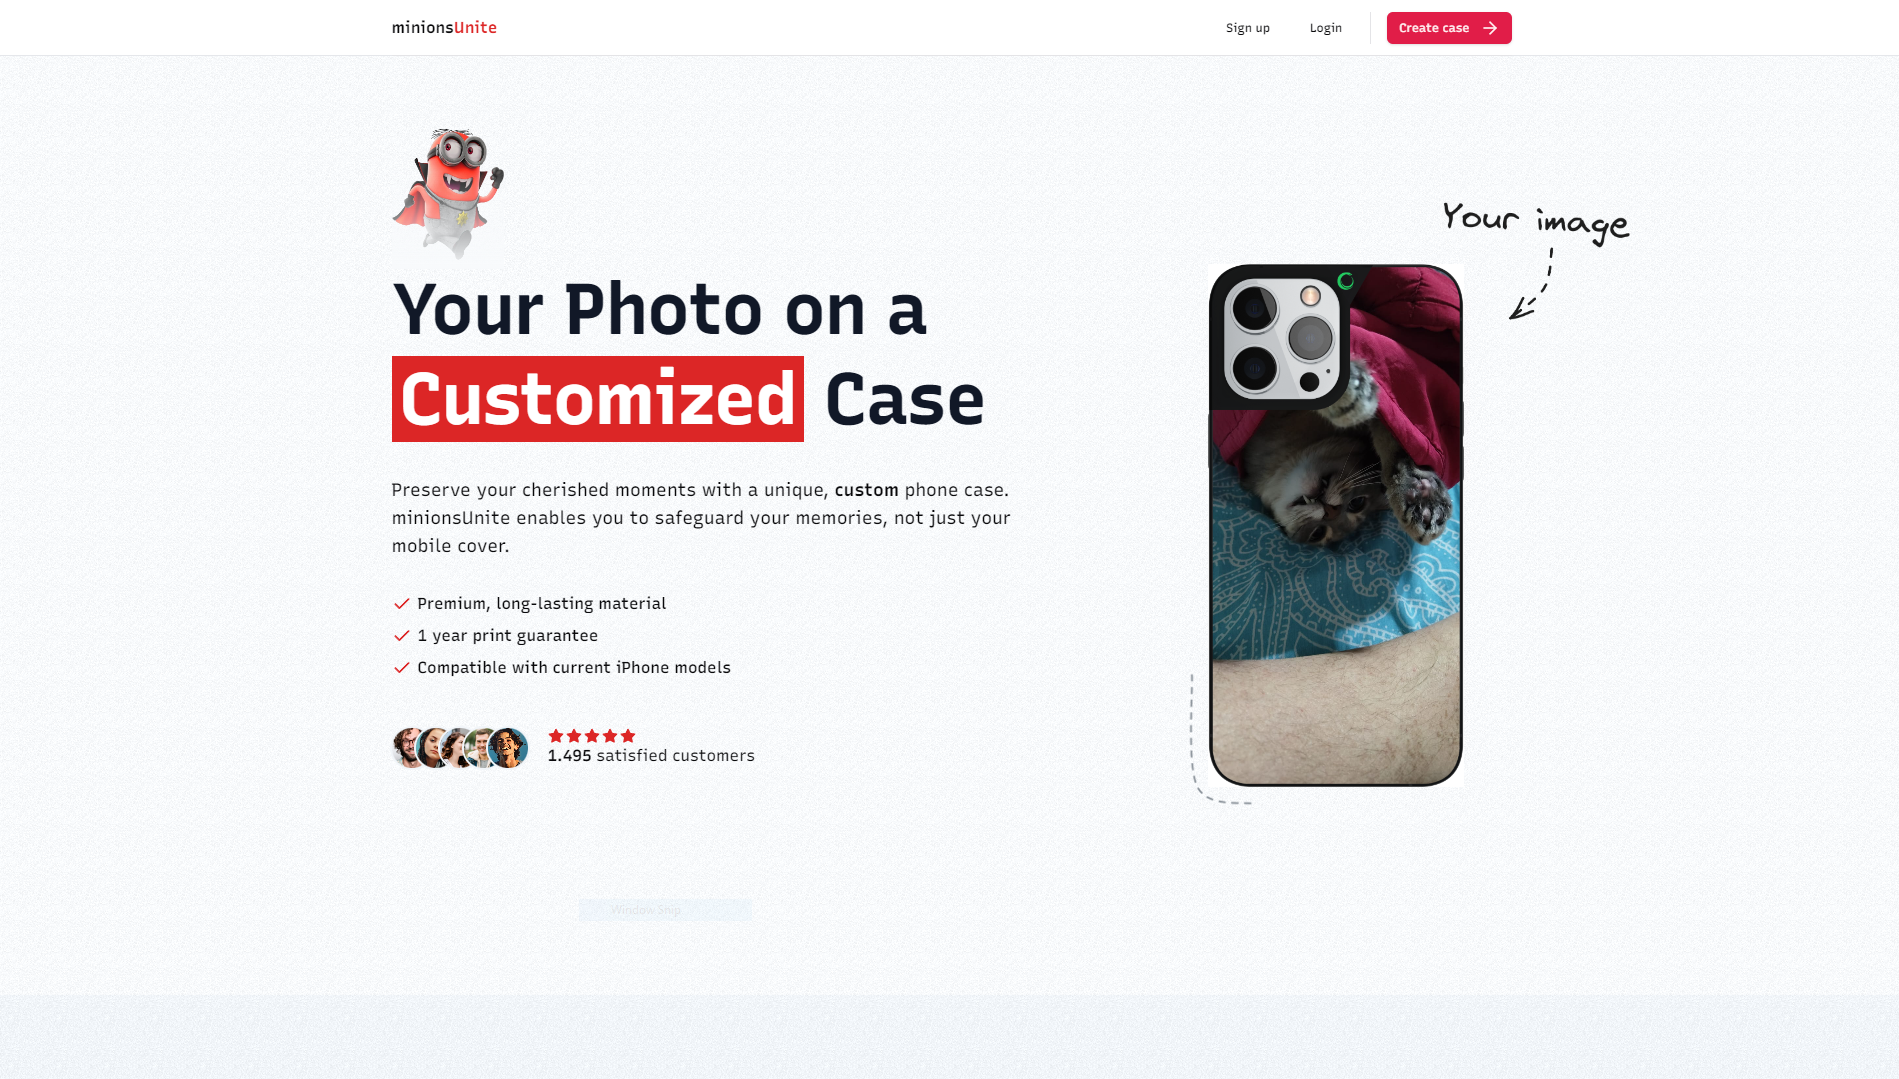 minionsUnite
Sign up
Login
Create case
Your image
Your Photo on a
Customized Case
Preserve your cherished moments with a unique, custom phone case.
minionsUnite enables you to safeguard your memories, not just your
mobile cover.
Premium, long-lasting material
1 year print guarantee
Compatible with current iPhone models
1.495 satisfied customers
Window Snip